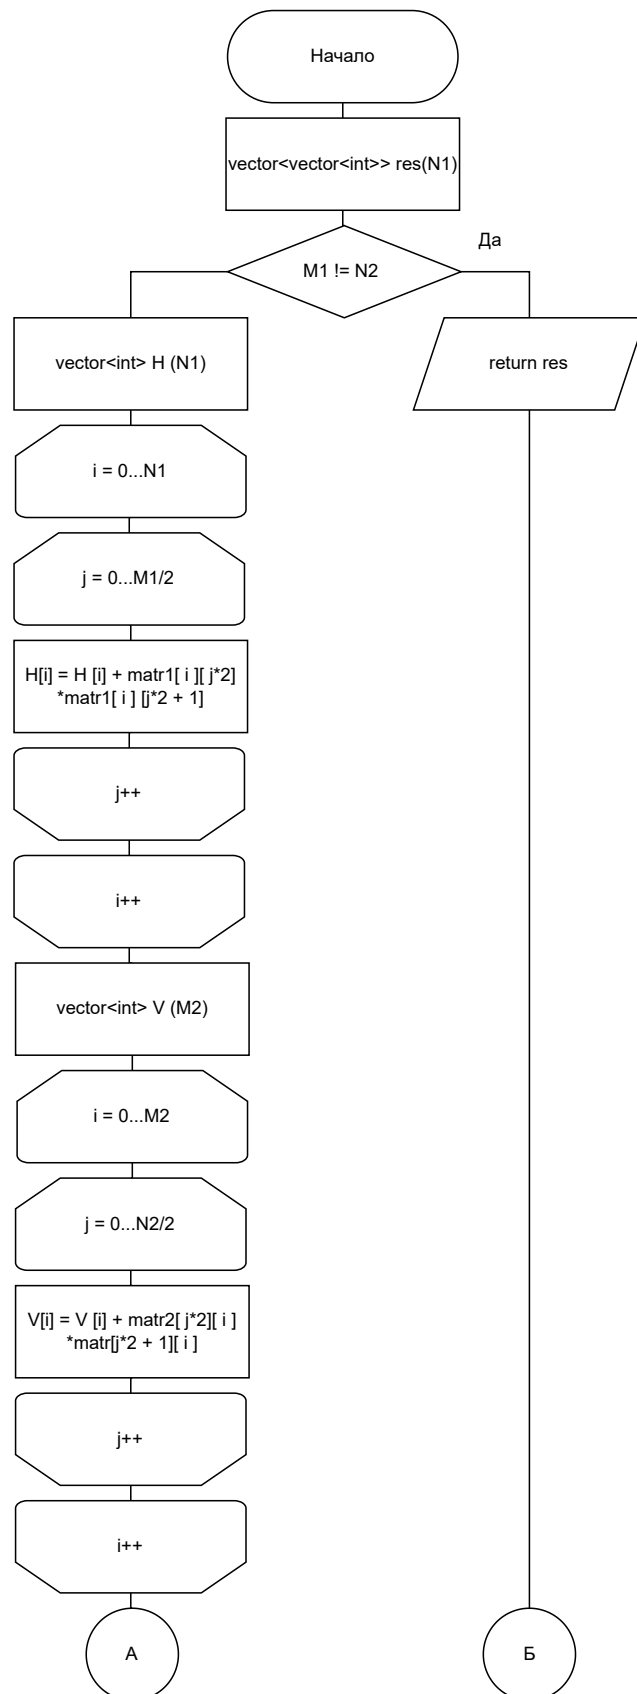 Начало
vector<vector<int>> res(N1)
Да
M1 != N2
vector<int> H (N1)
return res
i = 0...N1
j = 0...M1/2
H[i] = H [i] + matr1[ i ][ j*2]
*matr1[ i ] [j*2 + 1]
j++
i++
vector<int> V (M2)
i = 0...M2
j = 0...N2/2
V[i] = V [i] + matr2[ j*2][ i ]
*matr[j*2 + 1][ i ]
j++
i++
А
Б